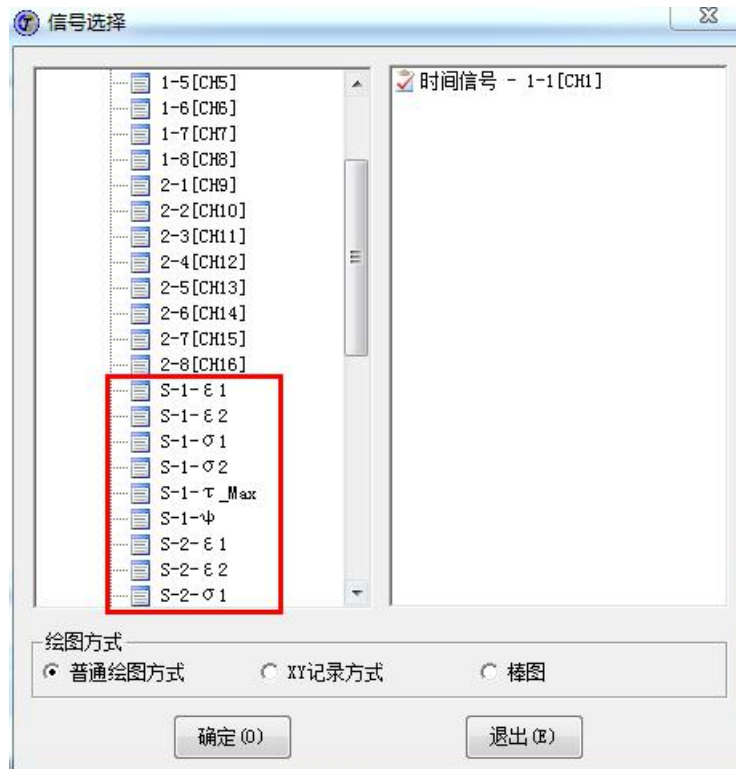 信号选择
1-5[CH5]
1-6[CH6]
1-7[CH7]
1-8[CH8]
2-1[CH9]
2-2[CH10]
2-3[CH11]
2-4[CH12]
2-5[CH13]
2-6[CH14]
2-7[CH15]
2-8[CH16]
S-1-ε1
S-1-ε2
S-1-σ1
S-1-σ2
S-1-τ_Max
S-1-ψ
S-2-ε1
S-2-ε2
S-2-σ1
时间信号 - 1-1[CH1]
绘图方式
普通绘图方式 XY记录方式 棒图
确定(O) 退出(E)